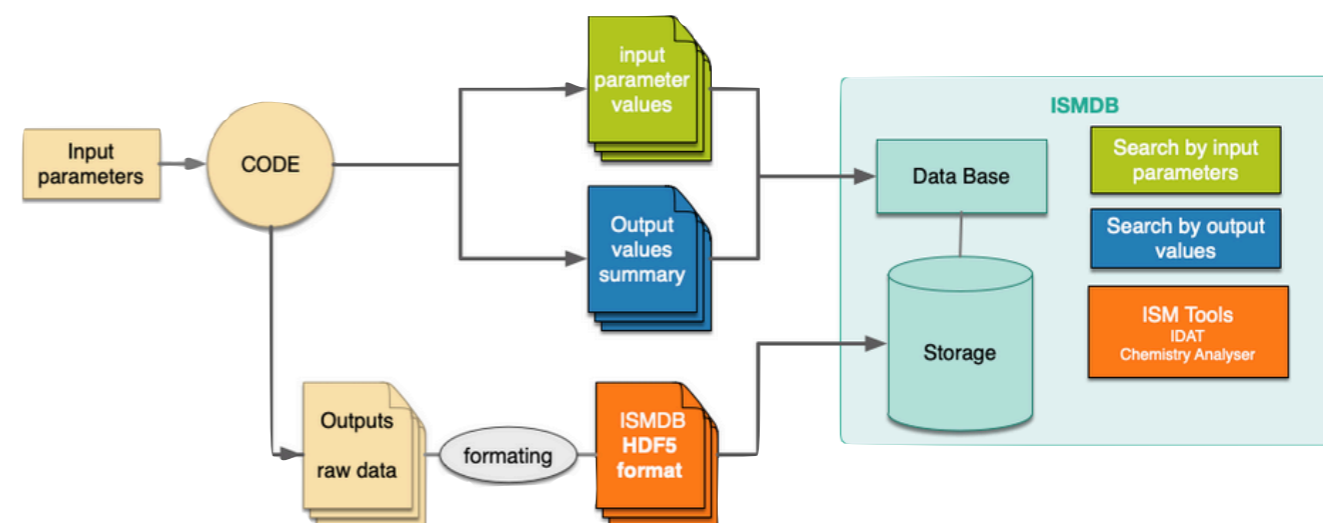 Input
parameters
CODE
input
parameter
values
Output
values
summary
Outputs
raw data
formating
ISMDB
HDF5
format
ISMDB
Data Base
Storage
Search by input
parameters
Search by output
values
ISM Tools
IDAT
Chemistry Analyser